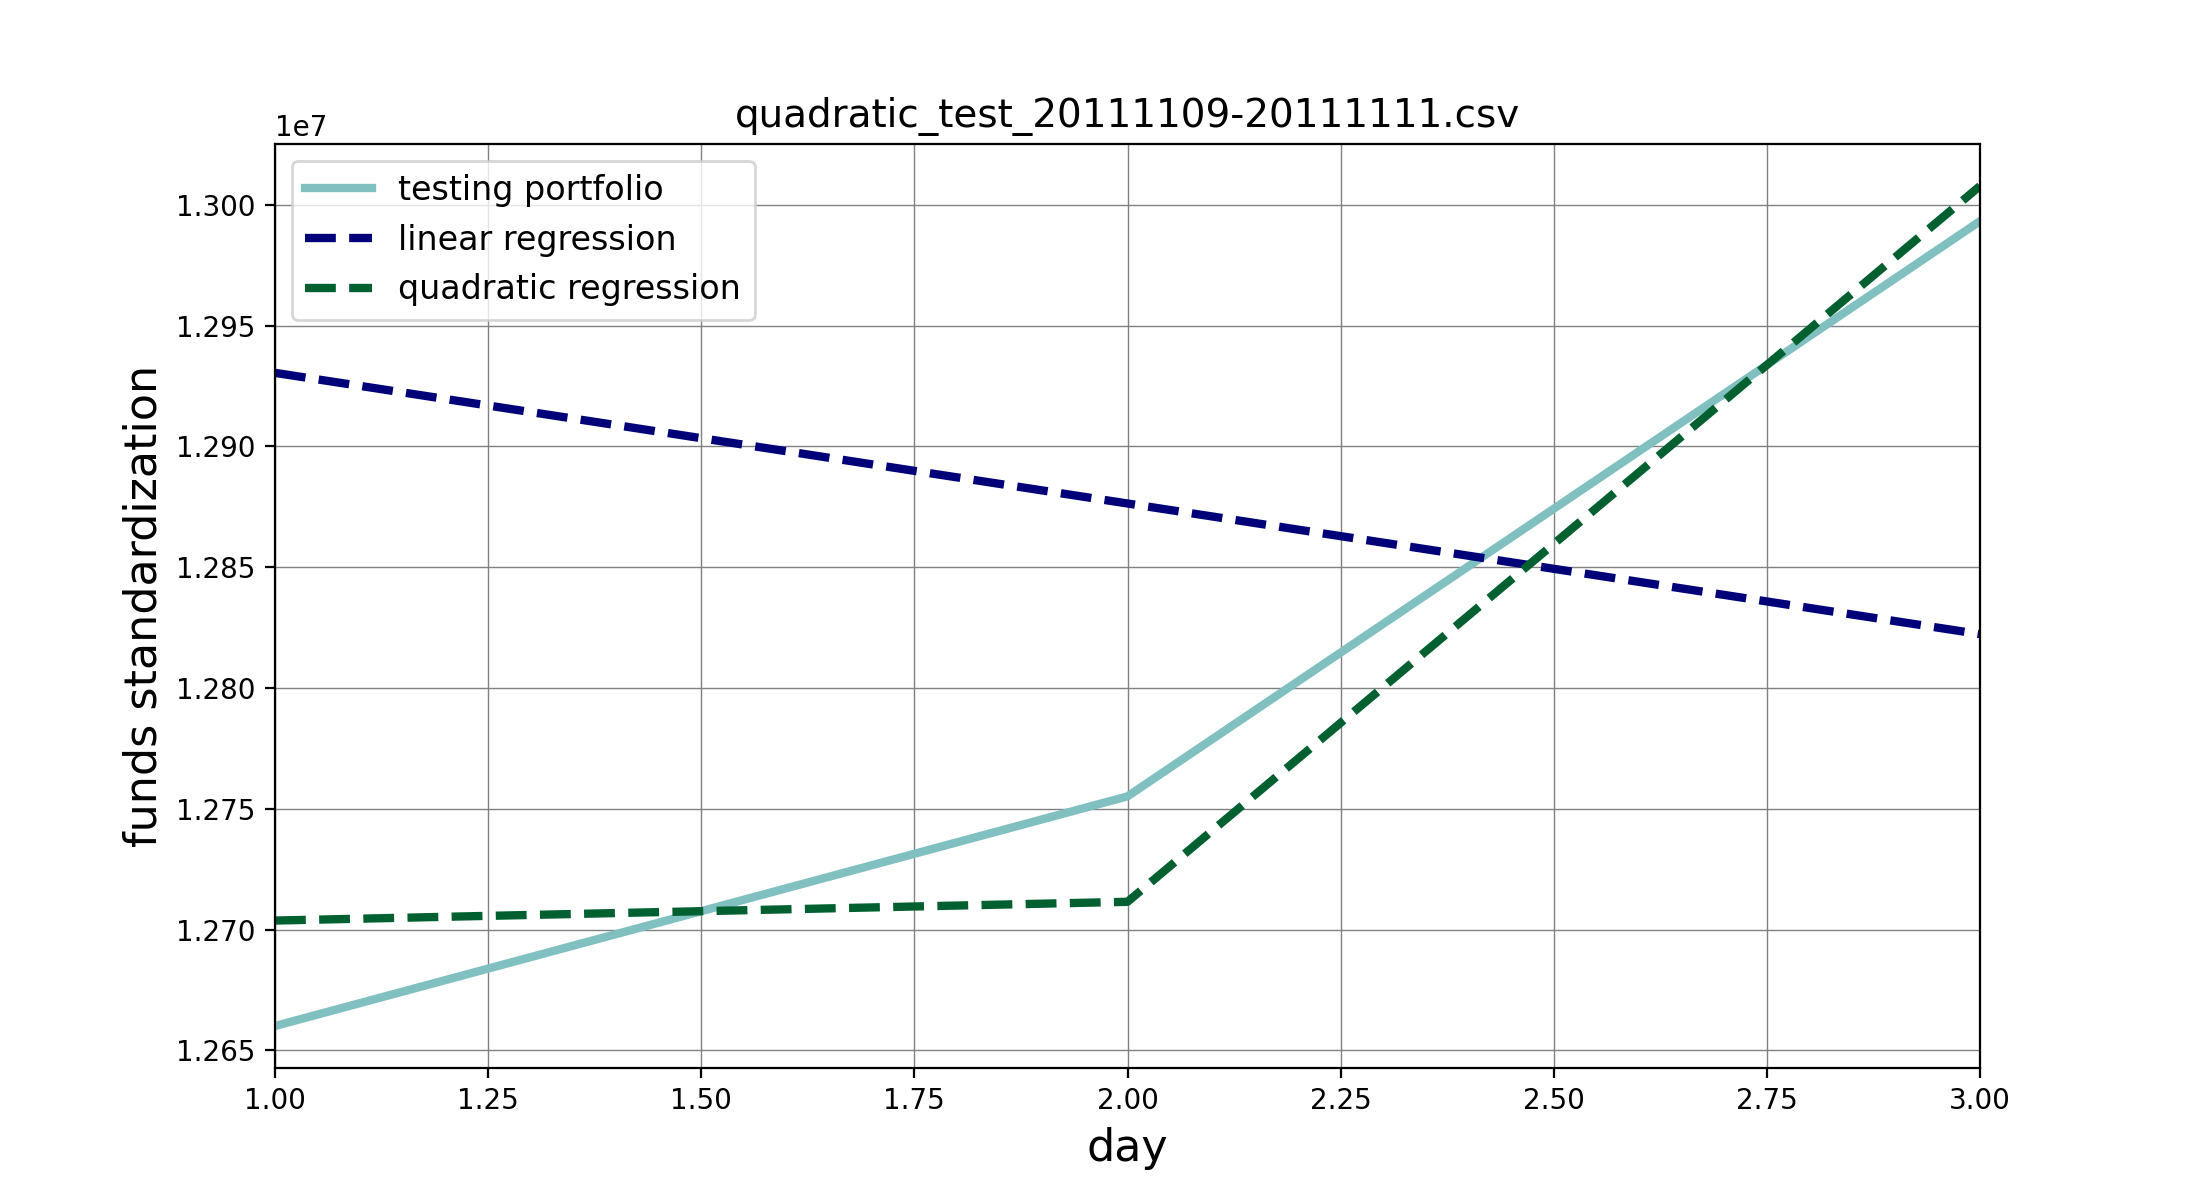 quadratic_test_20111109-20111111.csv
1e7
testing portfolio
linear regression
quadratic regression
1.300
1.295
1.290
1.285
1.280
1.275
1.270
1.265
funds standardization
1.00 1.25 1.50 1.75 2.00 2.25 2.50 2.75 3.00
day